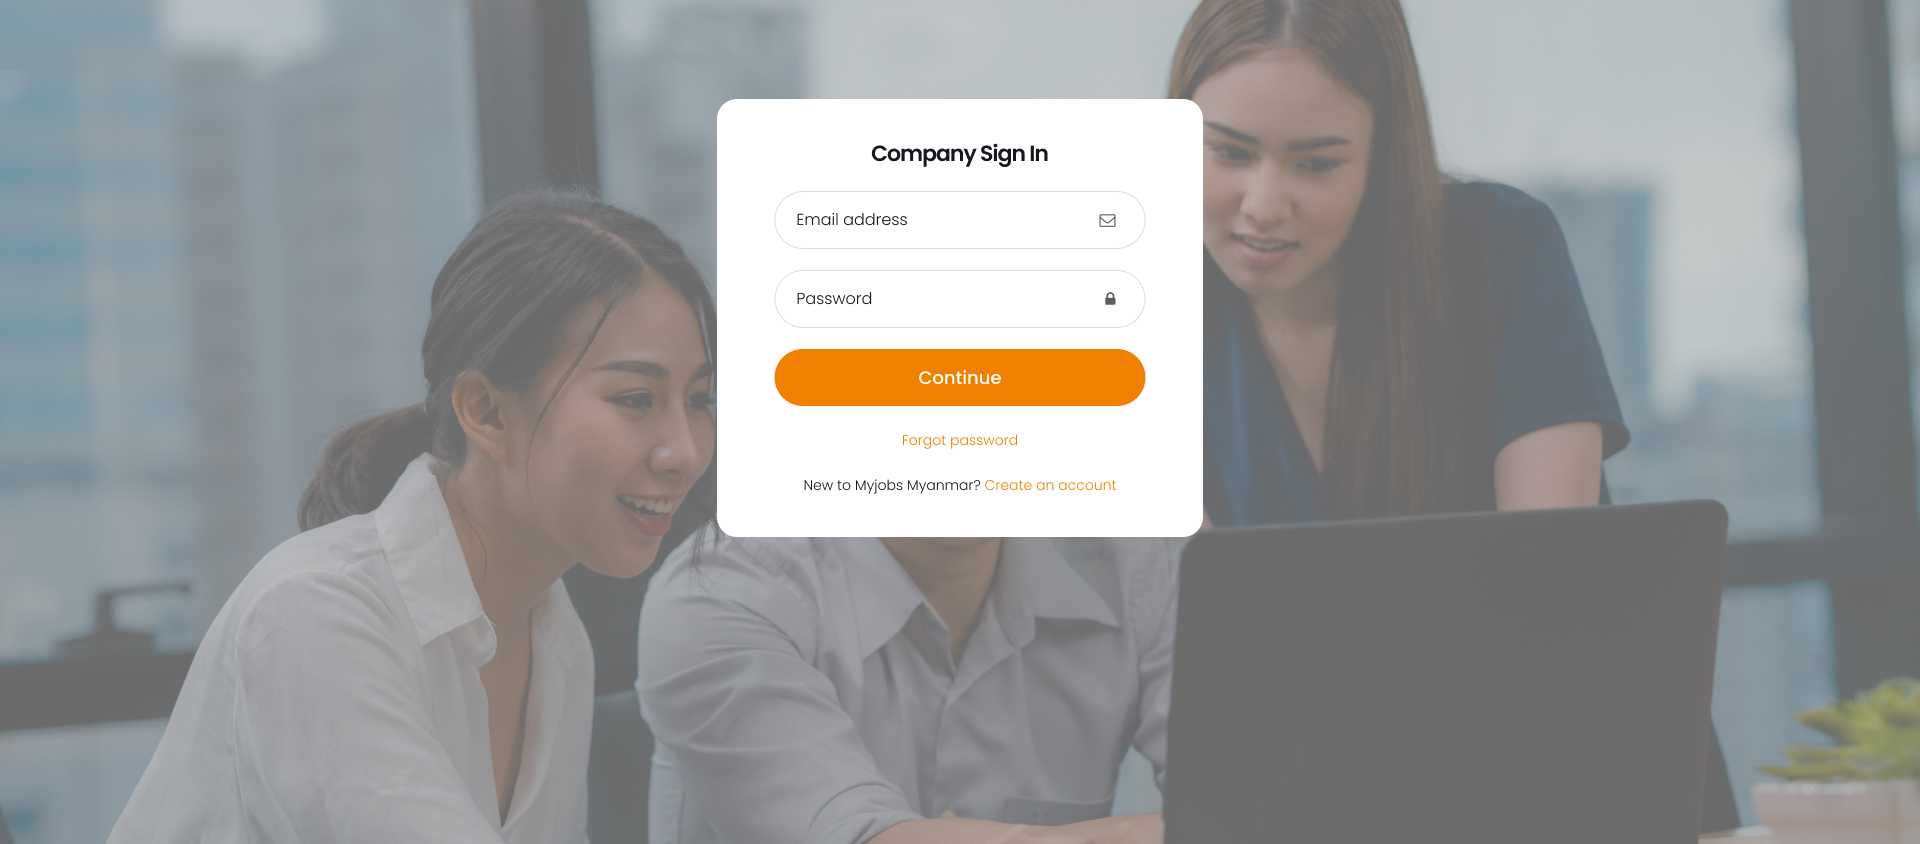 Company Sign In
Email address
Password
Continue
Forgot password
New to Myjobs Myanmar? Create an account